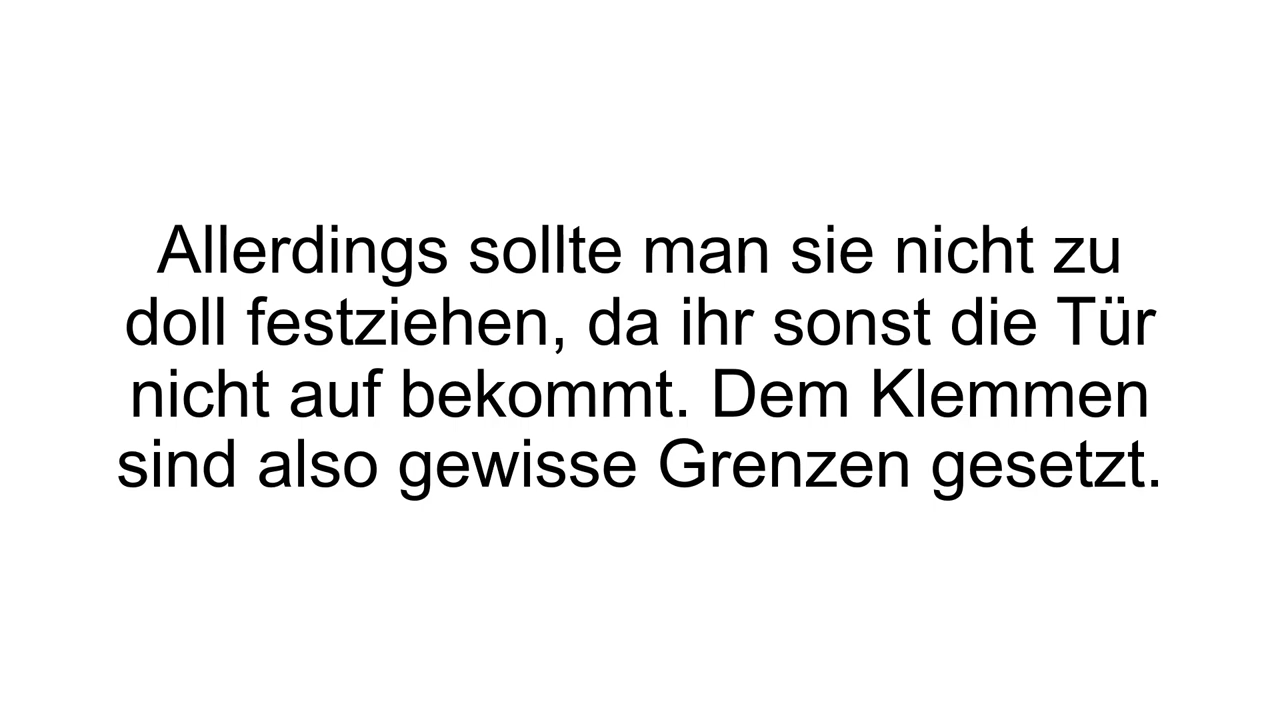 Allerdings sollte man sie nicht zu
doll festziehen, da ihr sonst die Tür
nicht auf bekommt. Dem Klemmen
sind also gewisse Grenzen gesetzt.